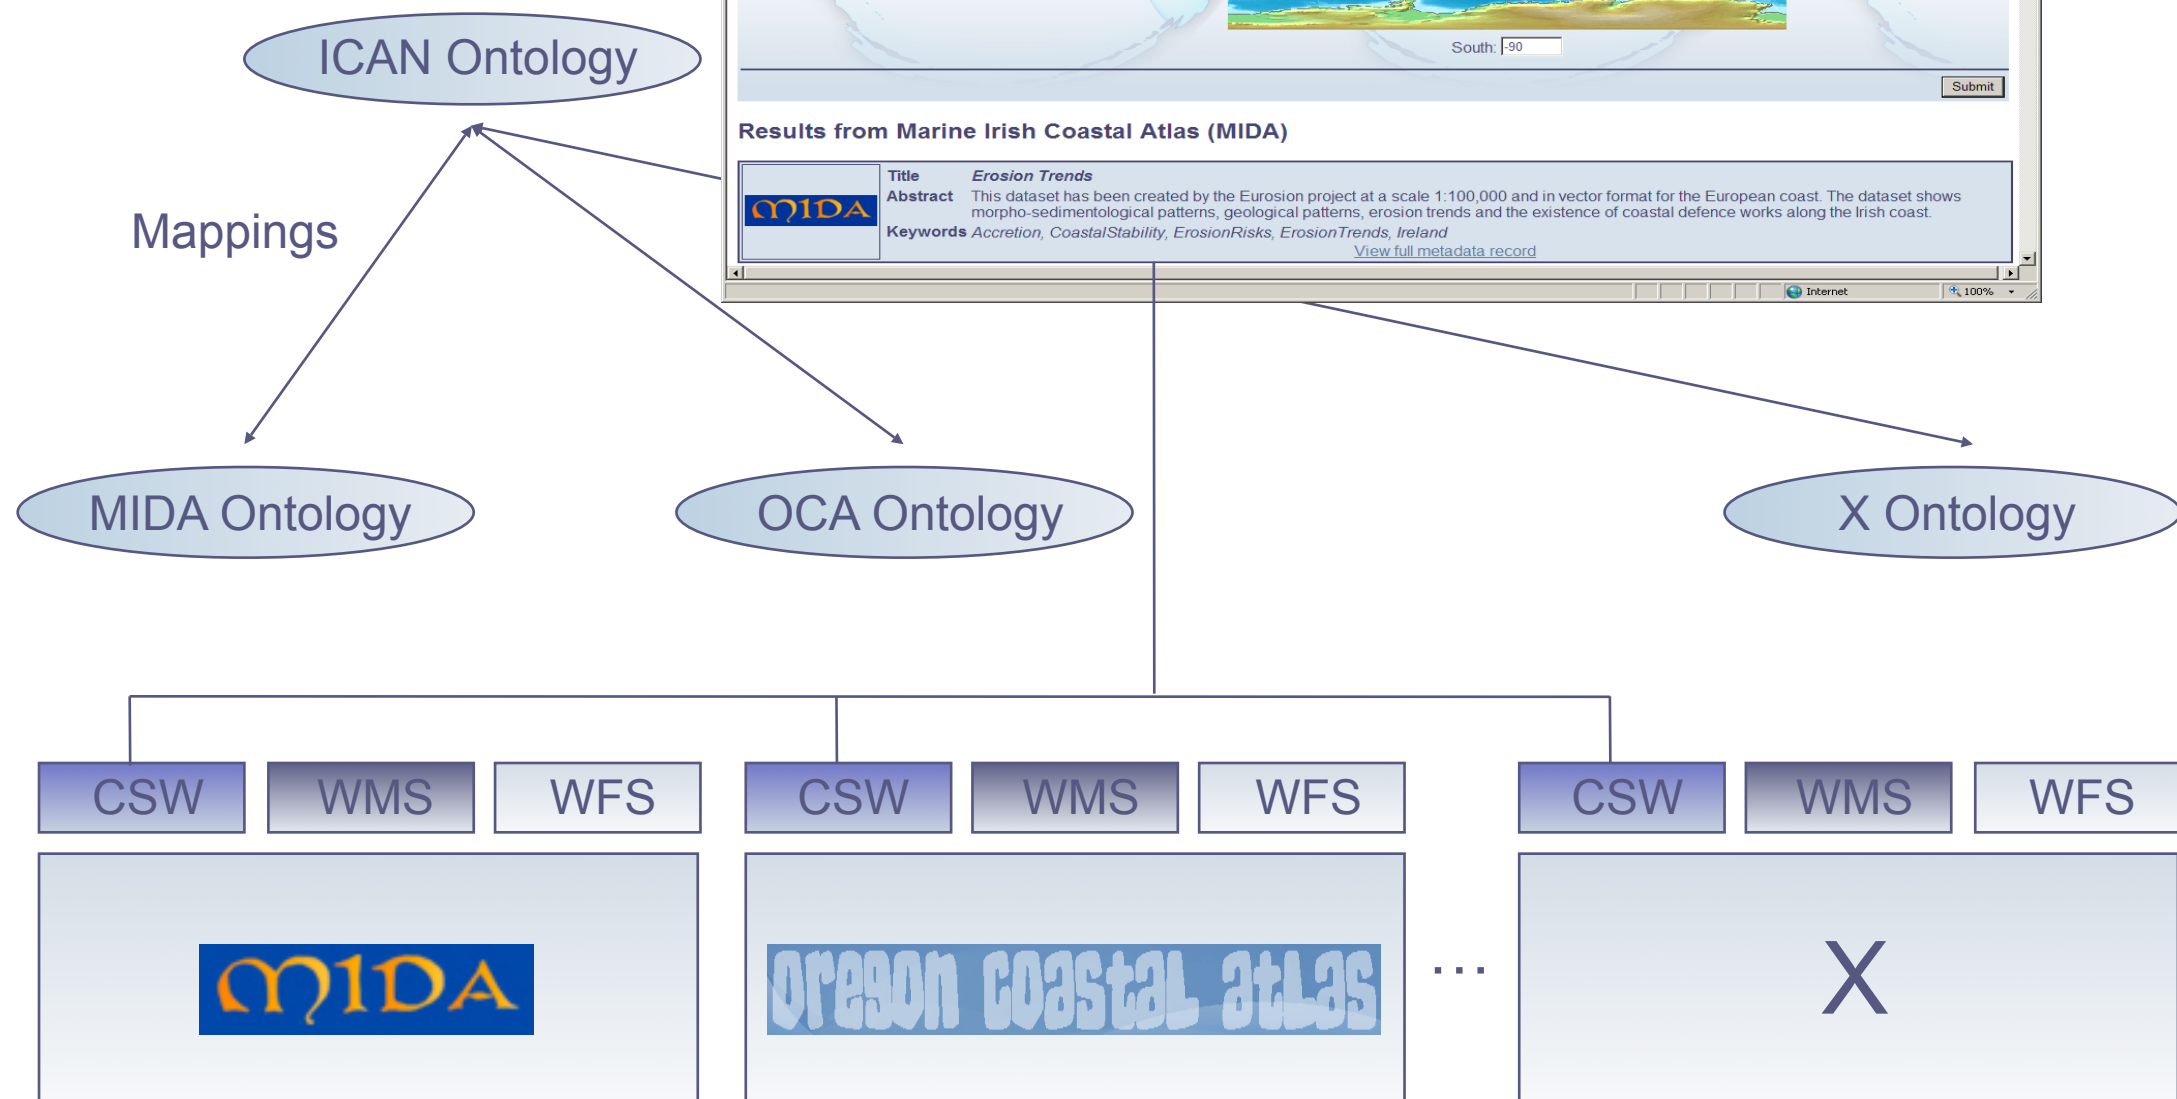 ICAN Ontology
South: -90
Submit
Results from Marine Irish Coastal Atlas (MIDA)
MIDA
Title Erosion Trends
Abstract This dataset has been created by the Eurosion project at a scale 1:100,000 and in vector format for the European coast. The dataset shows
morpho-sedimentological patterns, geological patterns, erosion trends and the existence of coastal defence works along the Irish coast.
Keywords Accretion, CoastalStability, ErosionRisks, ErosionTrends, Ireland
View full metadata record
Internet 100%
Mappings
MIDA Ontology
OCA Ontology
X Ontology
CSW WMS WFS CSW WMS WFS CSW WMS WFS
MIDA
oregon coastal atlas
...
X